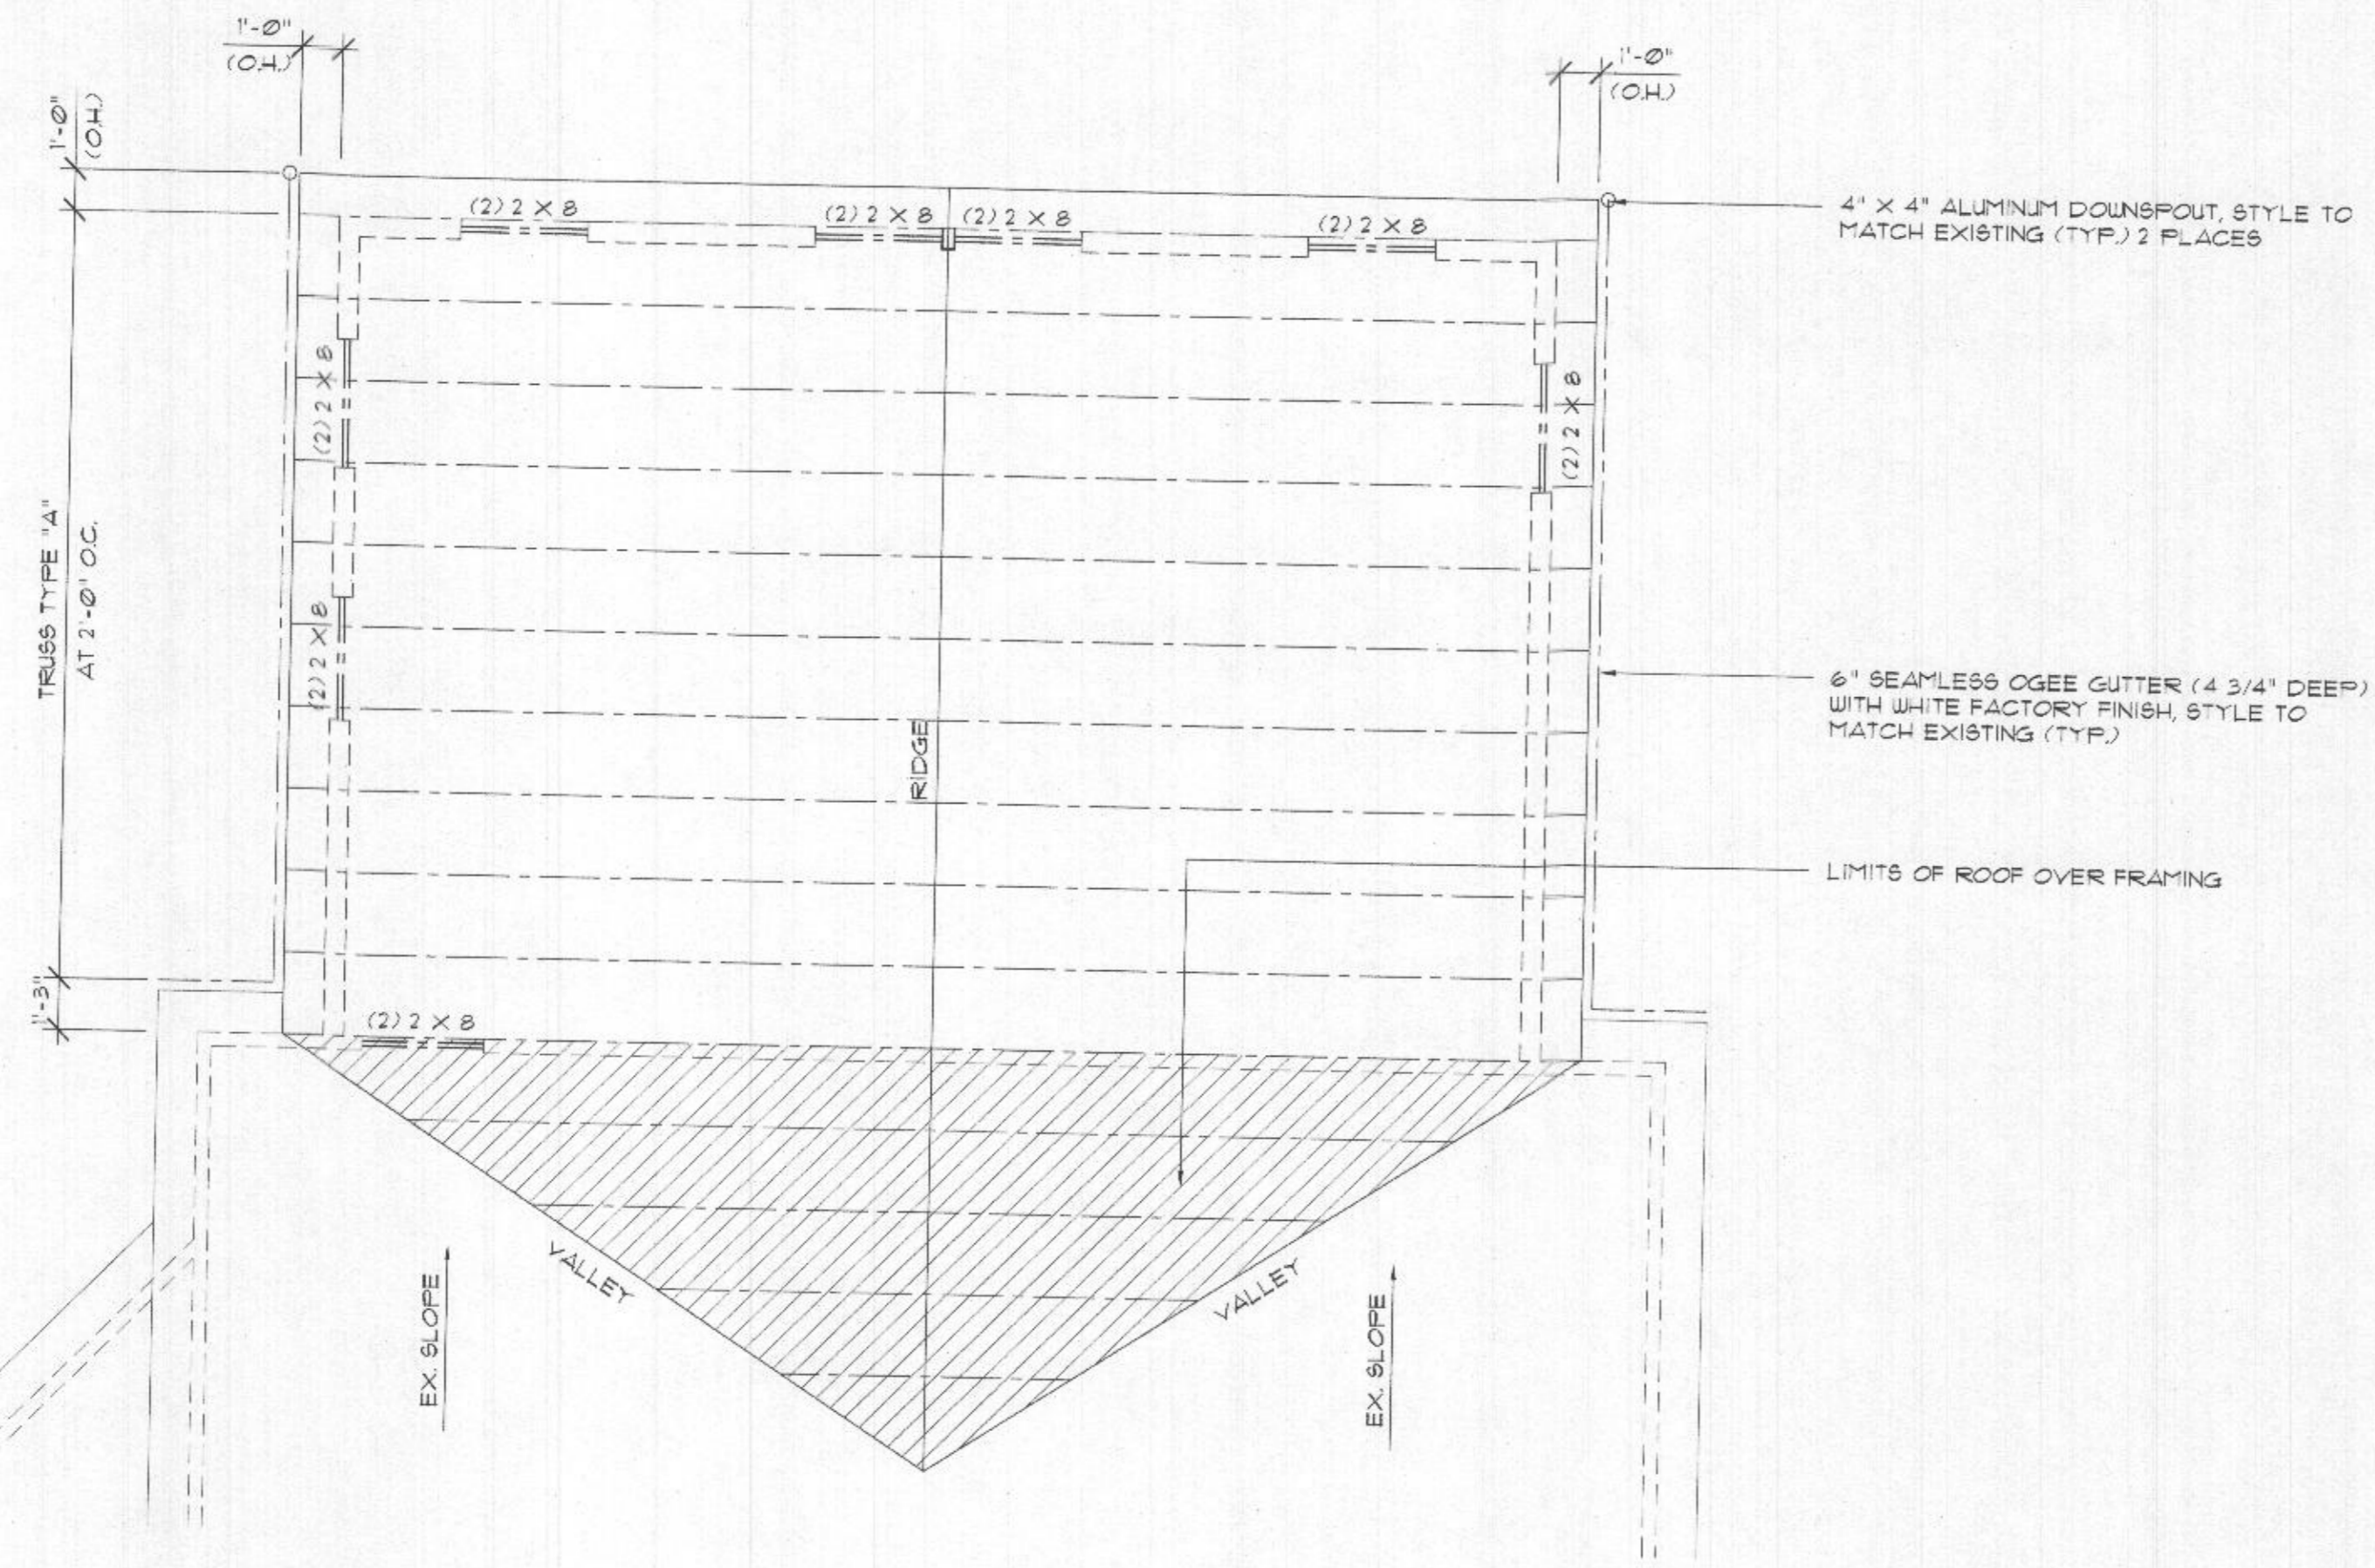 1'-0"
(O.H.)
1'-0"
(O.H.)
1'-0"
(O.H.)
(2) 2 X 8
(2) 2 X 8
(2) 2 X 8
(2) 2 X 8
4" X 4" ALUMINUM DOWNSPOUT, STYLE TO
MATCH EXISTING (TYP.) 2 PLACES
(2) 2 X 8
(2) 2 X 8
TRUSS TYPE "A"
AT 2'-0" O.C.
(2) 2 X 8
RIDGE
6" SEAMLESS OGEE GUTTER (4 3/4" DEEP)
WITH WHITE FACTORY FINISH, STYLE TO
MATCH EXISTING (TYP.)
LIMITS OF ROOF OVER FRAMING
1'-3"
(2) 2 X 8
VALLEY
VALLEY
EX. SLOPE
EX. SLOPE